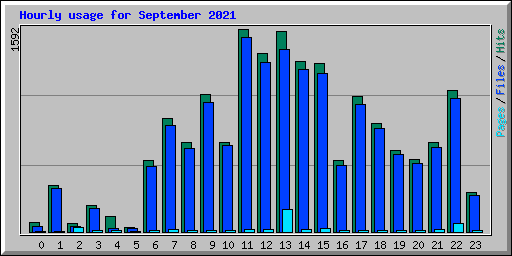 Hourly usage for September 2021
1592
Pages/Files/Hits
0 1 2 3 4 5 6 7 8 9 10 11 12 13 14 15 16 17 18 19 20 21 22 23